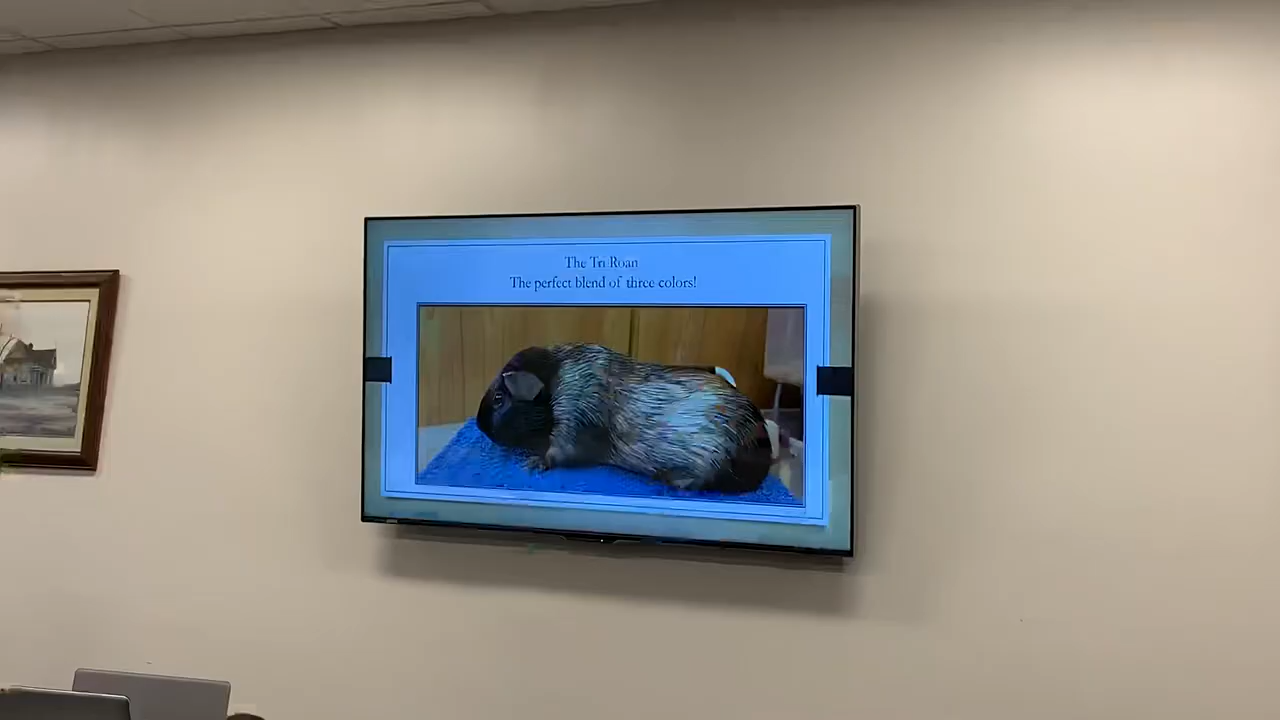 The Tri Roan
The perfect blend of three colors!